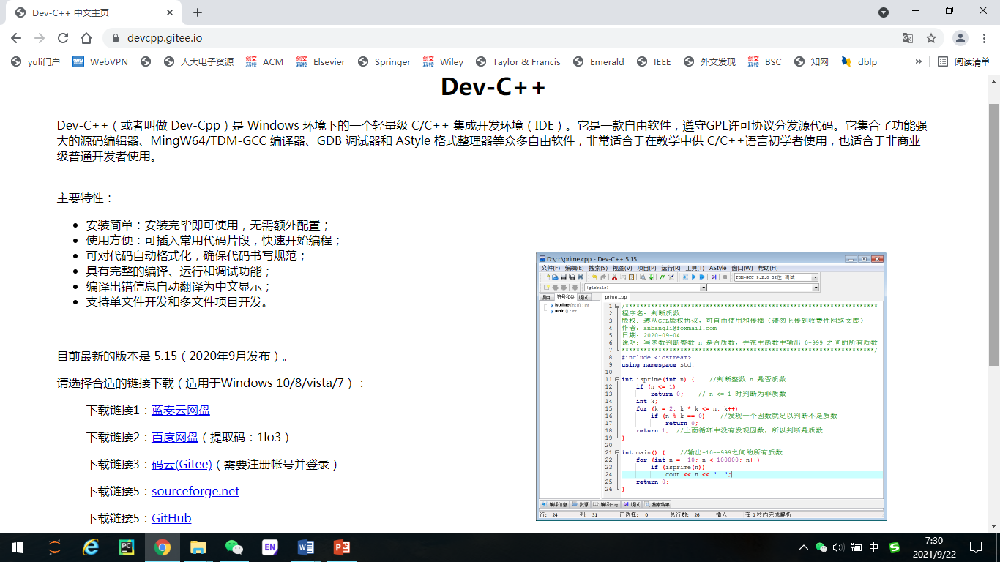 Dev-C++ 中文主页
devcpp.gitee.io
yuli门户 WebVPN 人大电子资源 创文科技 ACM 创文科技 Elsevier Springer 创文科技 Wiley Taylor & Francis Emerald IEEE 外文发现 创文科技 BSC 知网 dblp » 阅读清单
Dev-C++
Dev-C++（或者叫做 Dev-Cpp）是 Windows 环境下的一个轻量级 C/C++ 集成开发环境（IDE）。它是一款自由软件，遵守GPL许可协议分发源代码。它集合了功能强
大的源码编辑器、MingW64/TDM-GCC 编译器、GDB 调试器和 AStyle 格式整理器等众多自由软件，非常适合于在教学中供 C/C++语言初学者使用，也适合于非商业
级普通开发者使用。
主要特性：
• 安装简单：安装完毕即可使用，无需额外配置；
• 使用方便：可插入常用代码片段，快速开始编程；
• 可对代码自动格式化，确保代码书写规范；
• 具有完整的编译、运行和调试功能；
• 编译出错信息自动翻译为中文显示；
• 支持单文件开发和多文件项目开发。
目前最新的版本是 5.15（2020年9月发布）。
请选择合适的链接下载（适用于Windows 10/8/vista/7）：
下载链接1：蓝奏云网盘
下载链接2：百度网盘（提取码：1lo3）
下载链接3：码云(Gitee)（需要注册帐号并登录）
下载链接5：sourceforge.net
下载链接5：GitHub
D:\cc\prime.cpp - Dev-C++ 5.15
文件(F) 编辑(E) 搜索(S) 视图(V) 项目(P) 运行(R) 工具(T) AStyle 窗口(W) 帮助(H)
TDM-GCC 9.2.0 32位 调试
(globals)
项目 符号和类 调试 prime.cpp
isprime (int n) : int
main () : int
1 /*********************************************************************
2 程序名：判断质数
3 版权：遵从GPL版权协议，可自由使用和传播（请勿上传到收费性网络文库）
4 作者：anbangli@foxmail.com
5 日期：2020-09-04
6 说明：写函数判断整数 n 是否质数，并在主函数中输出 0-999 之间的所有质数
7 *********************************************************************/
8 #include <iostream>
9 using namespace std;
10
11 int isprime(int n) { //判断整数 n 是否质数
12 if (n <= 1)
13 return 0; // n <= 1 时判断为非质数
14 int k;
15 for (k = 2; k * k <= n; k++)
16 if (n % k == 0) //发现一个因数就足以判断不是质数
17 return 0;
18 return 1; //上面循环中没有发现因数，所以判断是质数
19 }
20
21 int main() { //输出-10--999之间的所有质数
22 for (int n = -10; n < 100000; n++)
23 if (isprime(n))
24 cout << n << " ";
25 return 0;
26 }
编译信息 资源 编译日志 调试 搜索结果
行: 24 列: 31 已选择: 0 总行数: 26 插入 在 0 秒内完成解析
PC EN W P 中 S
7:30
2021/9/22